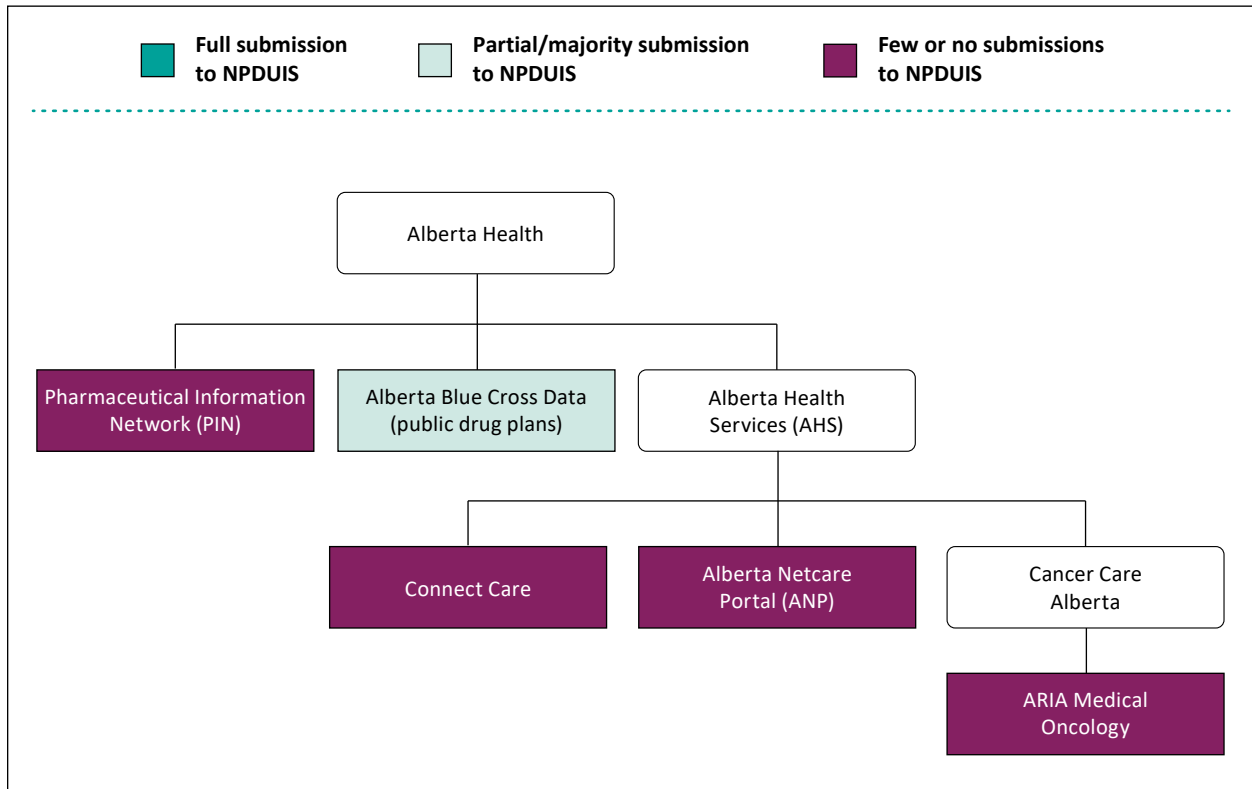 Full submission
to NPDUIS
Partial/majority submission
to NPDUIS
Few or no submissions
to NPDUIS
Alberta Health
Pharmaceutical Information
Network (PIN)
Alberta Blue Cross Data
(public drug plans)
Alberta Health
Services (AHS)
Connect Care
Alberta Netcare
Portal (ANP)
Cancer Care
Alberta
ARIA Medical
Oncology